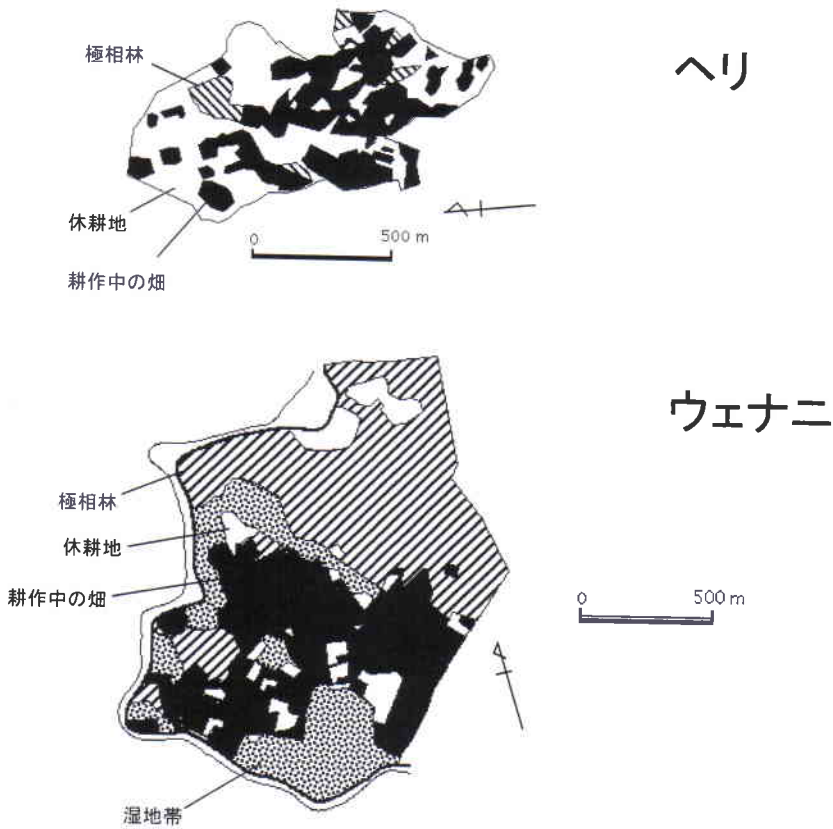 ヘリ
極相林
休耕地
耕作中の畑
0 500 m
ウェナニ
極相林
休耕地
耕作中の畑
湿地帯
0 500 m